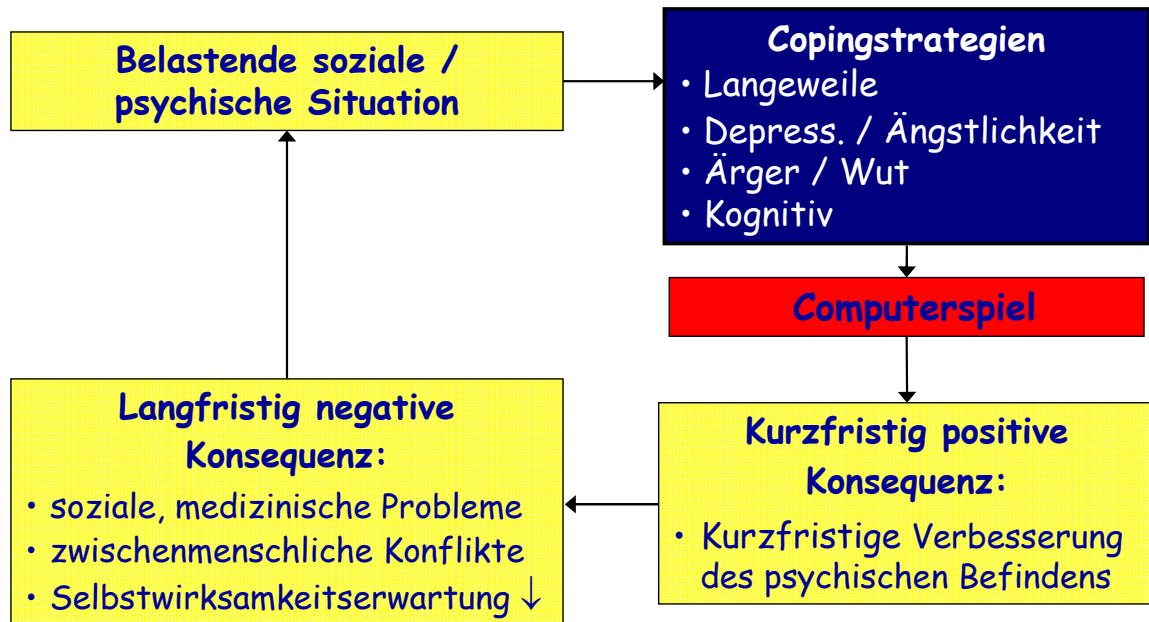 Belastende soziale /
psychische Situation
Copingstrategien
• Langeweile
• Depress. / Ängstlichkeit
• Ärger / Wut
• Kognitiv
Computerspiel
Kurzfristig positive
Konsequenz:
• Kurzfristige Verbesserung
des psychischen Befindens
Langfristig negative
Konsequenz:
• soziale, medizinische Probleme
• zwischenmenschliche Konflikte
• Selbstwirksamkeitserwartung ↓